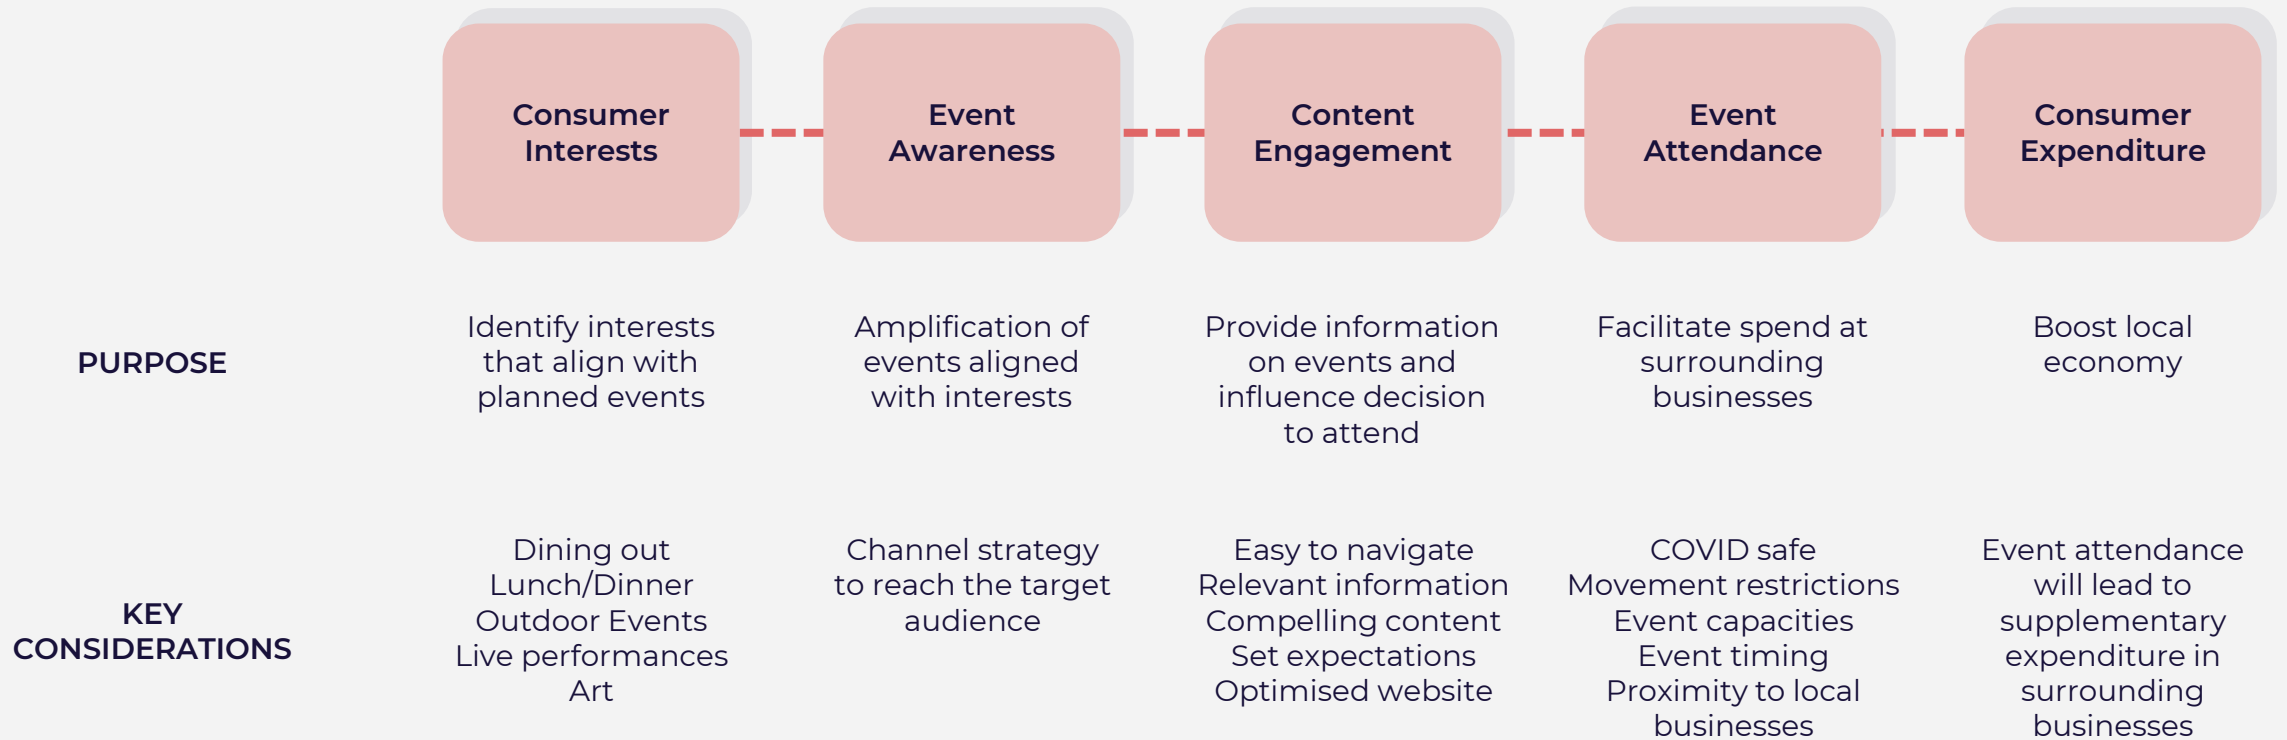 Consumer
Interests
Event
Awareness
Content
Engagement
Event
Attendance
Consumer
Expenditure
PURPOSE
Identify interests
that align with
planned events
Amplification of
events aligned
with interests
Provide information
on events and
influence decision
to attend
Facilitate spend at
surrounding
businesses
Boost local
economy
KEY
CONSIDERATIONS
Dining out
Lunch/Dinner
Outdoor Events
Live performances
Art
Channel strategy
to reach the target
audience
Easy to navigate
Relevant information
Compelling content
Set expectations
Optimised website
COVID safe
Movement restrictions
Event capacities
Event timing
Proximity to local
businesses
Event attendance
will lead to
supplementary
expenditure in
surrounding
businesses